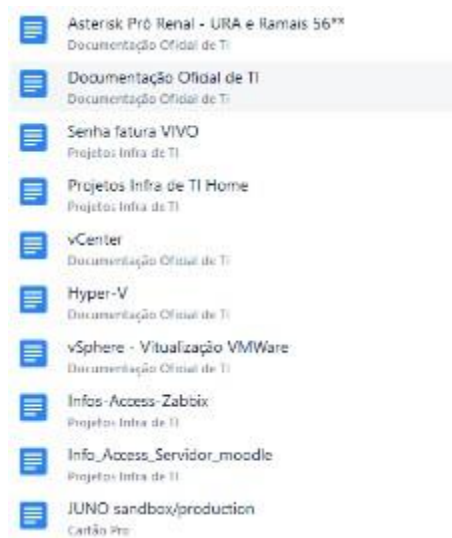 Asterisk Pró Renal - URA e Ramais 56**
Documentação Oficial de TI
Documentação Oficial de TI
Documentação Oficial de TI
Senha fatura VIVO
Projetos Infra de TI
Projetos Infra de TI Home
Projetos Infra de TI
vCenter
Documentação Oficial de TI
Hyper-V
Documentação Oficial de TI
vSphere - Vitualização VMWare
Documentação Oficial de TI
Infos-Access-Zabbix
Projetos Infra de TI
Info_Access_Servidor_moodle
Projetos Infra de TI
JUNO sandbox/production
Cartão Pro